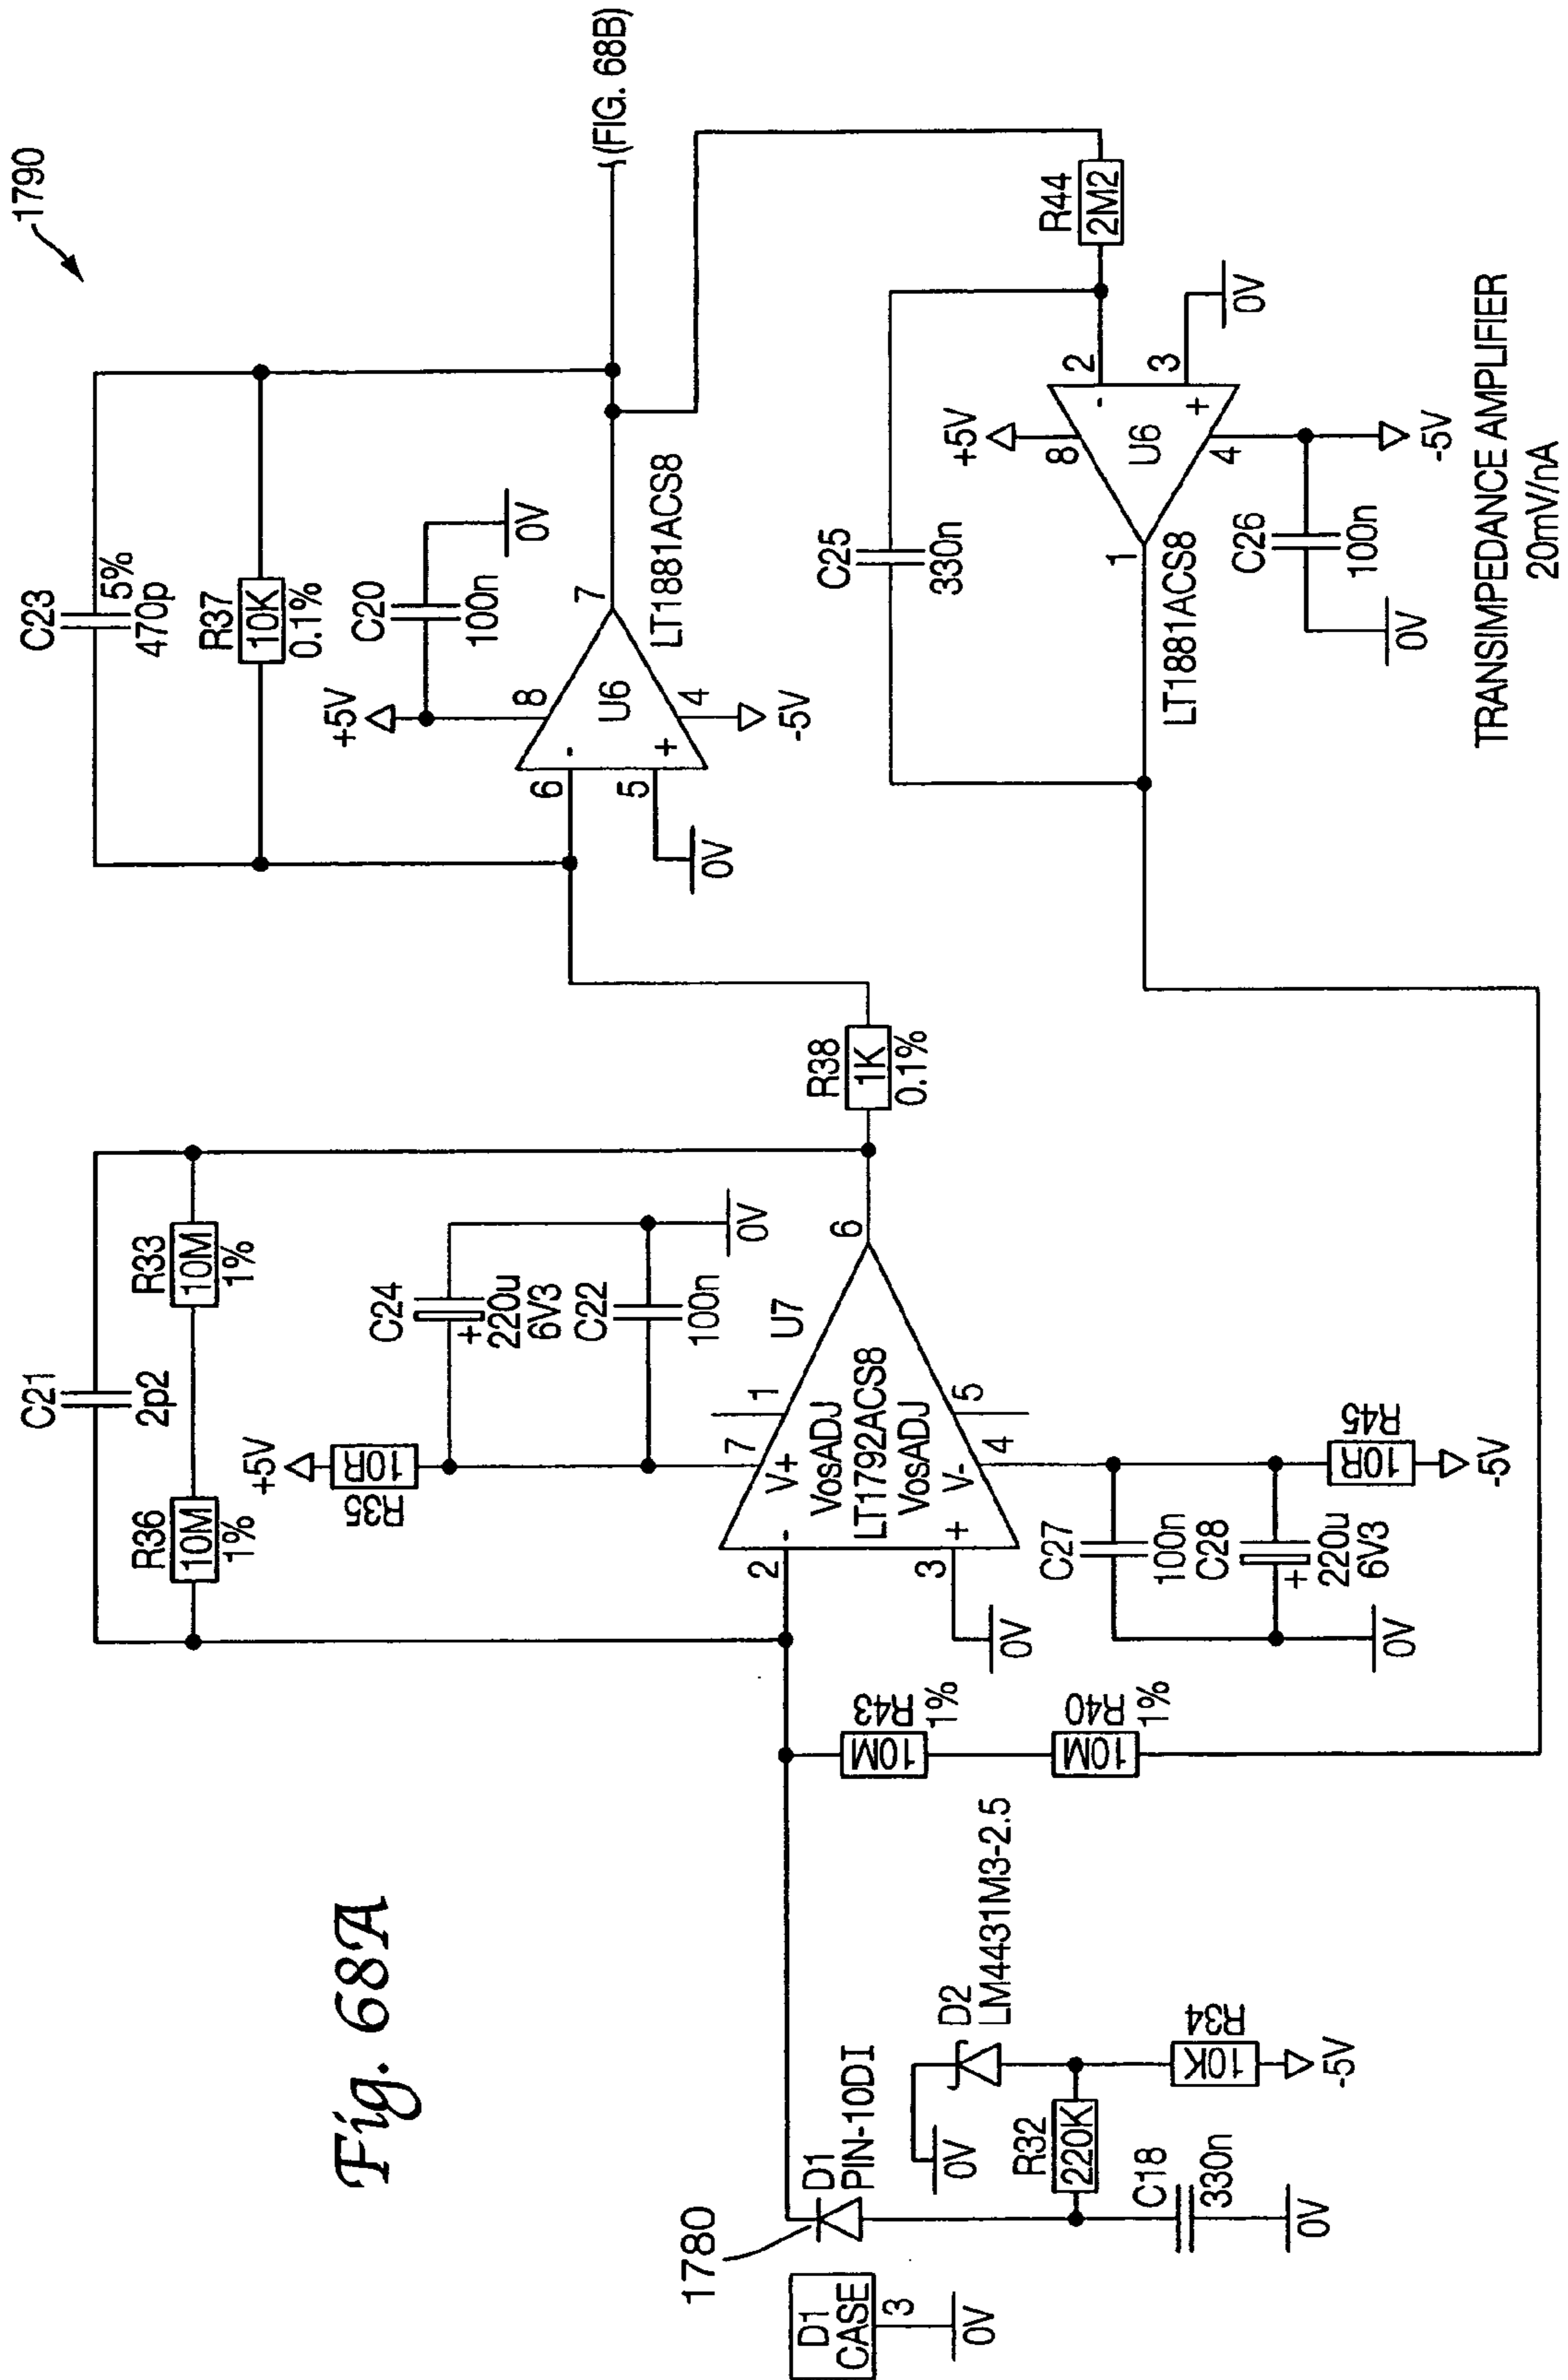 Fig. 68A
1790
C21
2p2
R36
10M
1%
R33
10M
1%
+5V
10R
R35
C24
+
220u
6V3
C22
100n
0V
7
1
V+
VosADJ
LT1792ACS8
VosADJ
V-
U7
2
-
3
+
0V
6
5
4
C27
100n
C28
+
220u
6V3
0V
10R
R45
-5V
10M
R43
1%
10M
R40
1%
R38
1K
0.1%
C23
5%
470p
R37
10K
0.1%
+5V
C20
100n
0V
8
6
-
U6
5
+
0V
4
-5V
7
LT1881ACS8
(FIG. 68B)
R44
2M2
C25
330n
+5V
8
2
-
U6
3
+
0V
1
LT1881ACS8
4
C26
100n
0V
-5V
TRANSIMPEDANCE AMPLIFIER
20mV/nA
1780
D1
CASE
3
0V
D1
PIN-10DI
0V
D2
LM4431M3-2.5
R32
220K
C18
330n
0V
10K
R34
-5V